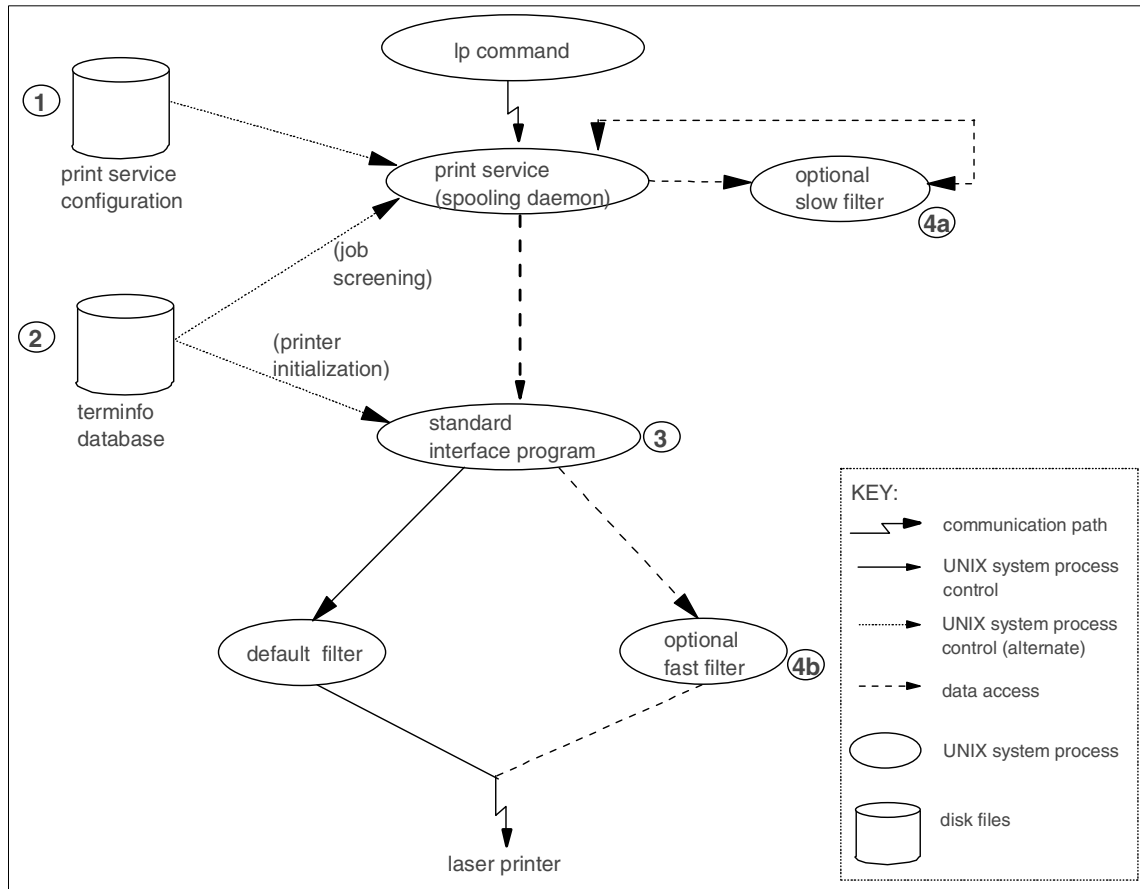 lp command
1
print service
configuration
print service
(spooling daemon)
optional
slow filter
4a
(job
screening)
2
(printer
initialization)
terminfo
database
standard
interface program
3
default filter
optional
fast filter
4b
laser printer
KEY:
communication path
UNIX system process
control
UNIX system process
control (alternate)
data access
UNIX system process
disk files